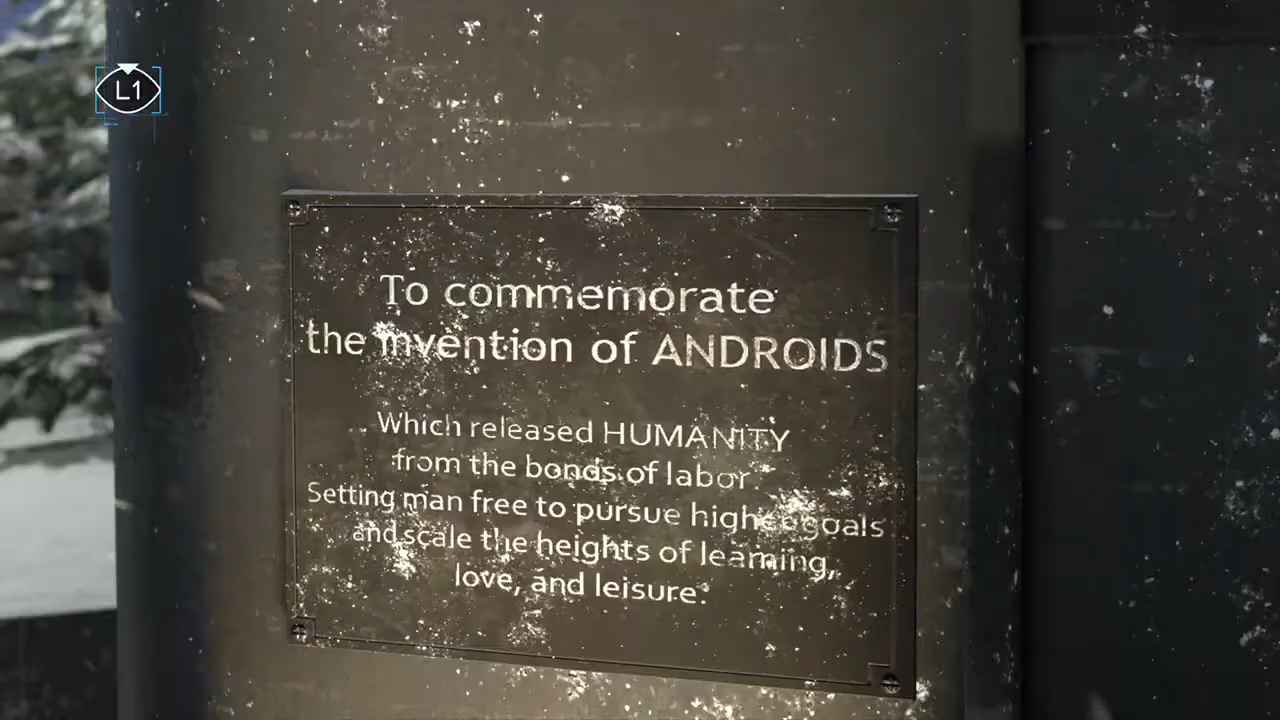 L1
To commemorate
the invention of ANDROIDS
Which released HUMANITY
from the bonds of labor.
Setting man free to pursue higher goals
and scale the heights of learning,
love, and leisure.